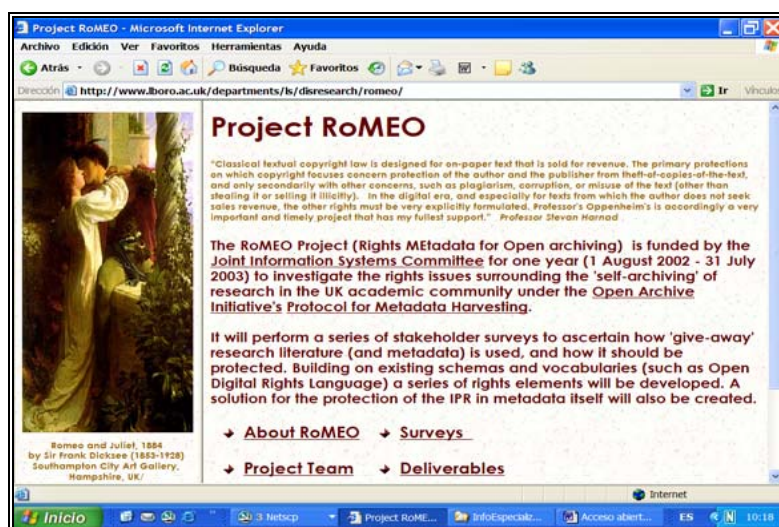 Project RoMEO - Microsoft Internet Explorer
Archivo Edición Ver Favoritos Herramientas Ayuda
Atrás Búsqueda Favoritos
Dirección http://www.lboro.ac.uk/departments/ls/disresearch/romeo/ Ir Vínculos
Project RoMEO
"Classical textual copyright law is designed for on-paper text that is sold for revenue. The primary protections
on which copyright focuses concern protection of the author and the publisher from theft-of-copies-of-the-text,
and only secondarily with other concerns, such as plagiarism, corruption, or misuse of the text (other than
stealing it or selling it illicitly). In the digital era, and especially for texts from which the author does not seek
sales revenue, the other rights must be very explicitly formulated. Professor's Oppenheim's is accordingly a very
important and timely project that has my fullest support." Professor Stevan Harnad
The RoMEO Project (Rights MEtadata for Open archiving) is funded by the
Joint Information Systems Committee for one year (1 August 2002 - 31 July
2003) to investigate the rights issues surrounding the 'self-archiving' of
research in the UK academic community under the Open Archive
Initiative's Protocol for Metadata Harvesting.
It will perform a series of stakeholder surveys to ascertain how 'give-away'
research literature (and metadata) is used, and how it should be
protected. Building on existing schemas and vocabularies (such as Open
Digital Rights Language) a series of rights elements will be developed. A
solution for the protection of the IPR in metadata itself will also be created.
About RoMEO Surveys
Project Team Deliverables
Romeo and Juliet, 1884
by Sir Frank Dicksee (1853-1928)
Southampton City Art Gallery,
Hampshire, UK/
Internet
Inicio 3 Netscp Project RoME... InfoEspecializ... Acceso abiert... ES N 10:18